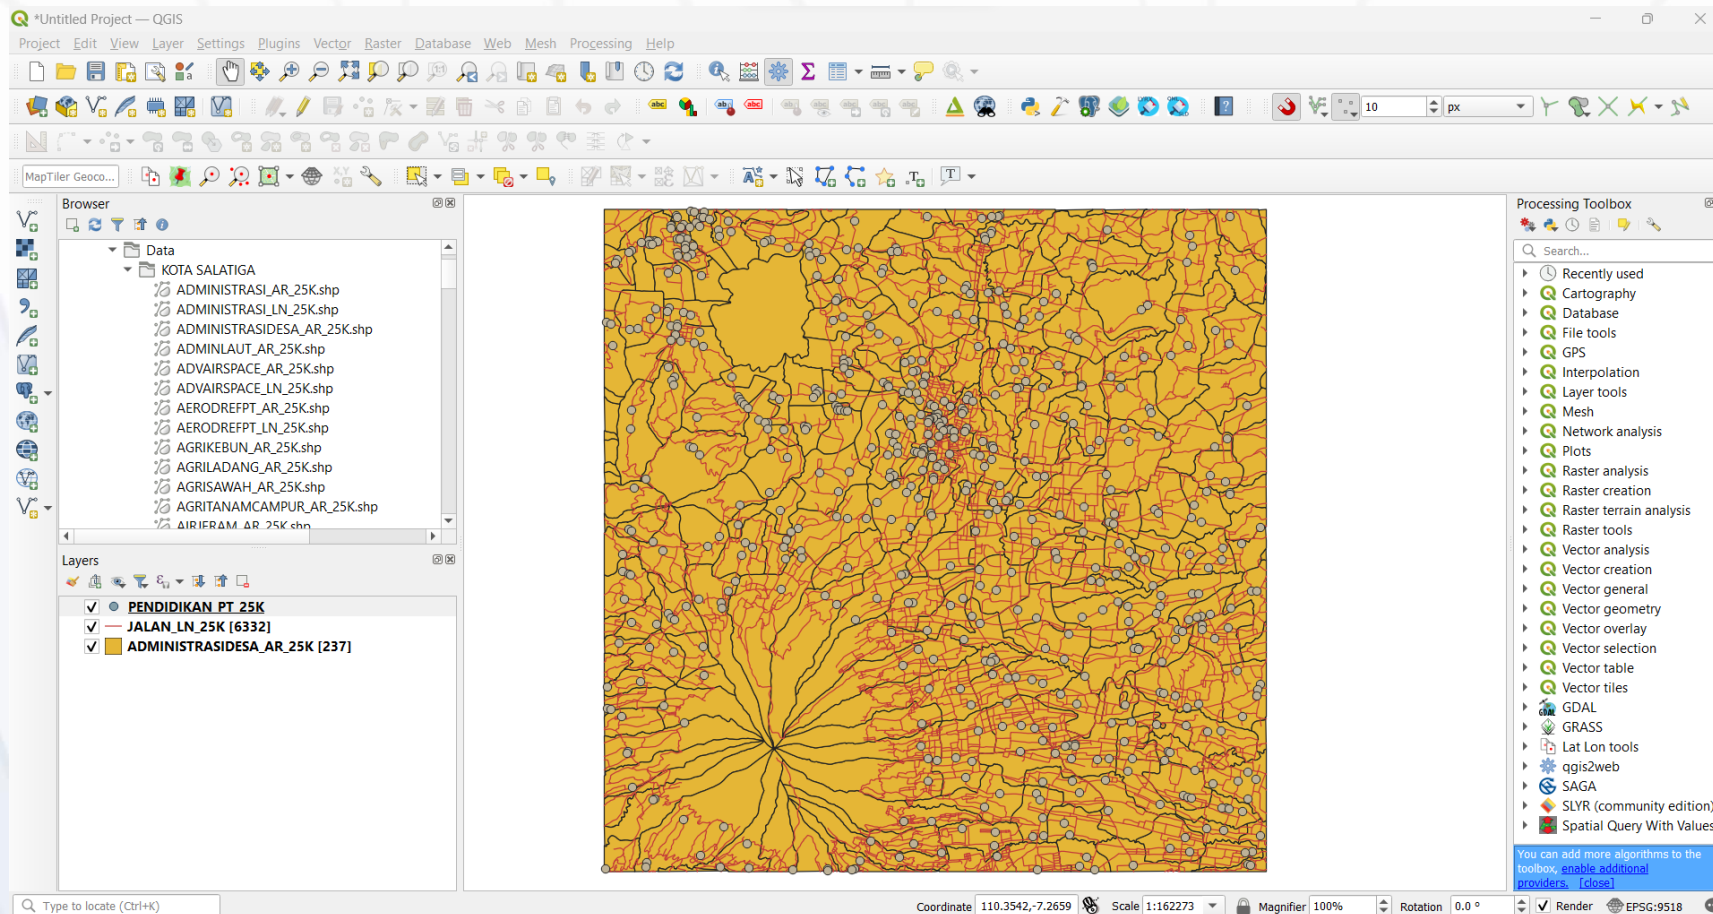 *Untitled Project — QGIS
Project Edit View Layer Settings Plugins Vector Raster Database Web Mesh Processing Help
10 px
MapTiler Geoco...
Browser
Data
KOTA SALATIGA
ADMINISTRASI_AR_25K.shp
ADMINISTRASI_LN_25K.shp
ADMINISTRASIDESA_AR_25K.shp
ADMINLAUT_AR_25K.shp
ADVAIRSPACE_AR_25K.shp
ADVAIRSPACE_LN_25K.shp
AERODREFPT_AR_25K.shp
AERODREFPT_LN_25K.shp
AGRIKEBUN_AR_25K.shp
AGRILADANG_AR_25K.shp
AGRISAWAH_AR_25K.shp
AGRITANAMCAMPUR_AR_25K.shp
Layers
PENDIDIKAN_PT_25K
JALAN_LN_25K [6332]
ADMINISTRASIDESA_AR_25K [237]
Processing Toolbox
Search...
Recently used
Cartography
Database
File tools
GPS
Interpolation
Layer tools
Mesh
Network analysis
Plots
Raster analysis
Raster creation
Raster terrain analysis
Raster tools
Vector analysis
Vector creation
Vector general
Vector geometry
Vector overlay
Vector selection
Vector table
Vector tiles
GDAL
GRASS
Lat Lon tools
qgis2web
SAGA
SLYR (community edition)
Spatial Query With Values
You can add more algorithms to the
toolbox, enable additional
providers. [close]
Type to locate (Ctrl+K)
Coordinate 110.3542,-7.2659 Scale 1:162273 Magnifier 100% Rotation 0.0 ° Render EPSG:9518